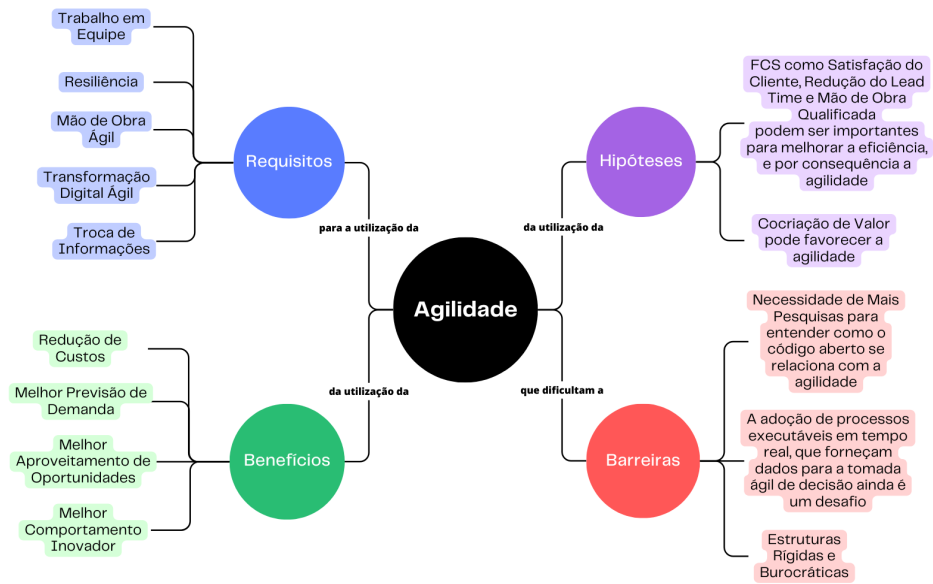 Trabalho em
Equipe
Resiliência
Mão de Obra
Ágil
Transformação
Digital Ágil
Troca de
Informações
Requisitos
para a utilização da
Redução de
Custos
Melhor Previsão de
Demanda
Melhor
Aproveitamento de
Oportunidades
Melhor
Comportamento
Inovador
Benefícios
da utilização da
Agilidade
Hipóteses
da utilização da
FCS como Satisfação do
Cliente, Redução do Lead
Time e Mão de Obra
Qualificada
podem ser importantes
para melhorar a eficiência,
e por consequência a
agilidade
Cocriação de Valor
pode favorecer a
agilidade
que dificultam a
Barreiras
Necessidade de Mais
Pesquisas para
entender como o
código aberto se
relaciona com a
agilidade
A adoção de processos
executáveis em tempo
real, que forneçam
dados para a tomada
ágil de decisão ainda é
um desafio
Estruturas
Rígidas e
Burocráticas